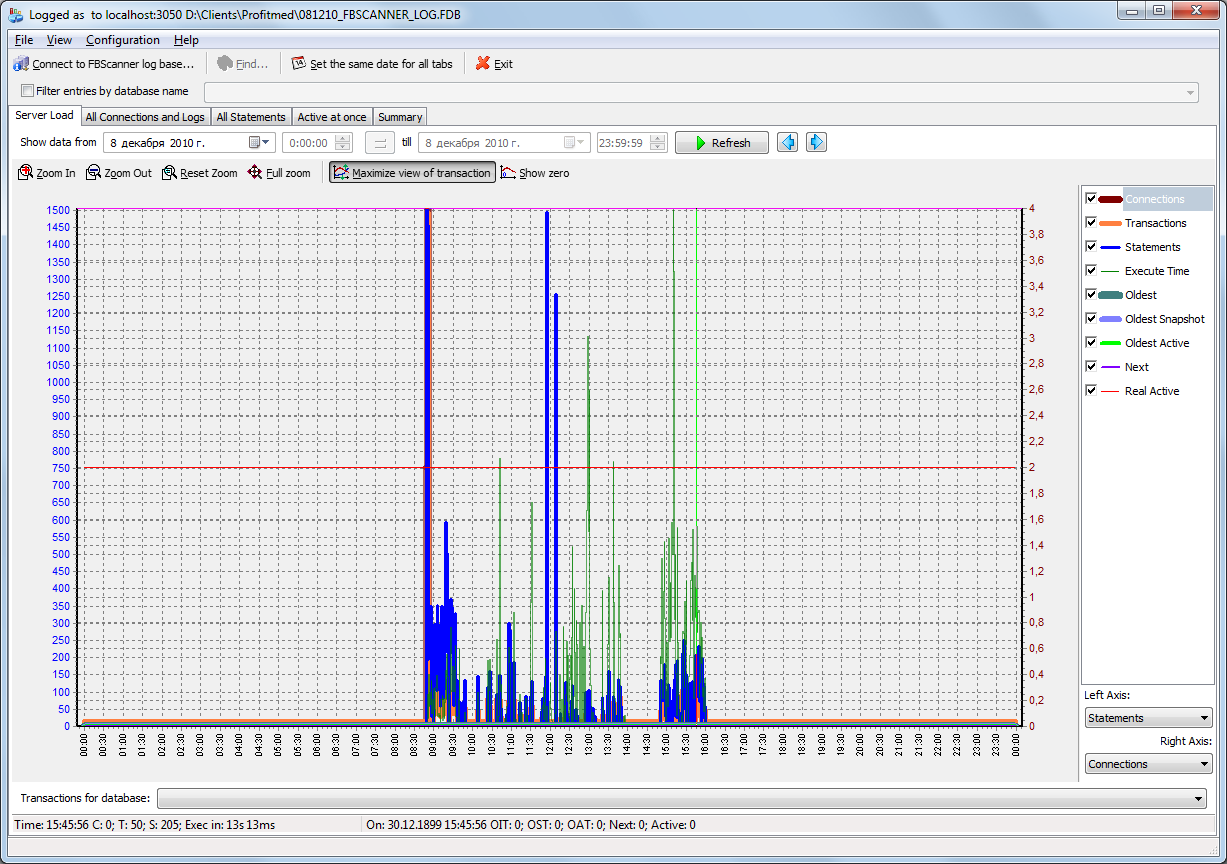 Logged as  to localhost:3050 D:\Clients\Profitmed\081210_FBSCANNER_LOG.FDB
File View Configuration Help
Connect to FBScanner log base... Find... Set the same date for all tabs Exit
Filter entries by database name
Server Load All Connections and Logs All Statements Active at once Summary
Show data from 8 декабря 2010 г. 0:00:00 till 8 декабря 2010 г. 23:59:59 Refresh
Zoom In Zoom Out Reset Zoom Full zoom Maximize view of transaction Show zero
1500
1450
1400
1350
1300
1250
1200
1150
1100
1050
1000
950
900
850
800
750
700
650
600
550
500
450
400
350
300
250
200
150
100
50
0
4
3,8
3,6
3,4
3,2
3
2,8
2,6
2,4
2,2
2
1,8
1,6
1,4
1,2
1
0,8
0,6
0,4
0,2
0
00:00 00:30 01:00 01:30 02:00 02:30 03:00 03:30 04:00 04:30 05:00 05:30 06:00 06:30 07:00 07:30 08:00 08:30 09:00 09:30 10:00 10:30 11:00 11:30 12:00 12:30 13:00 13:30 14:00 14:30 15:00 15:30 16:00 16:30 17:00 17:30 18:00 18:30 19:00 19:30 20:00 20:30 21:00 21:30 22:00 22:30 23:00 23:30 00:00
Connections
Transactions
Statements
Execute Time
Oldest
Oldest Snapshot
Oldest Active
Next
Real Active
Left Axis:
Statements
Right Axis:
Connections
Transactions for database:
Time: 15:45:56 C: 0; T: 50; S: 205; Exec in: 13s 13ms On: 30.12.1899 15:45:56 OIT: 0; OST: 0; OAT: 0; Next: 0; Active: 0